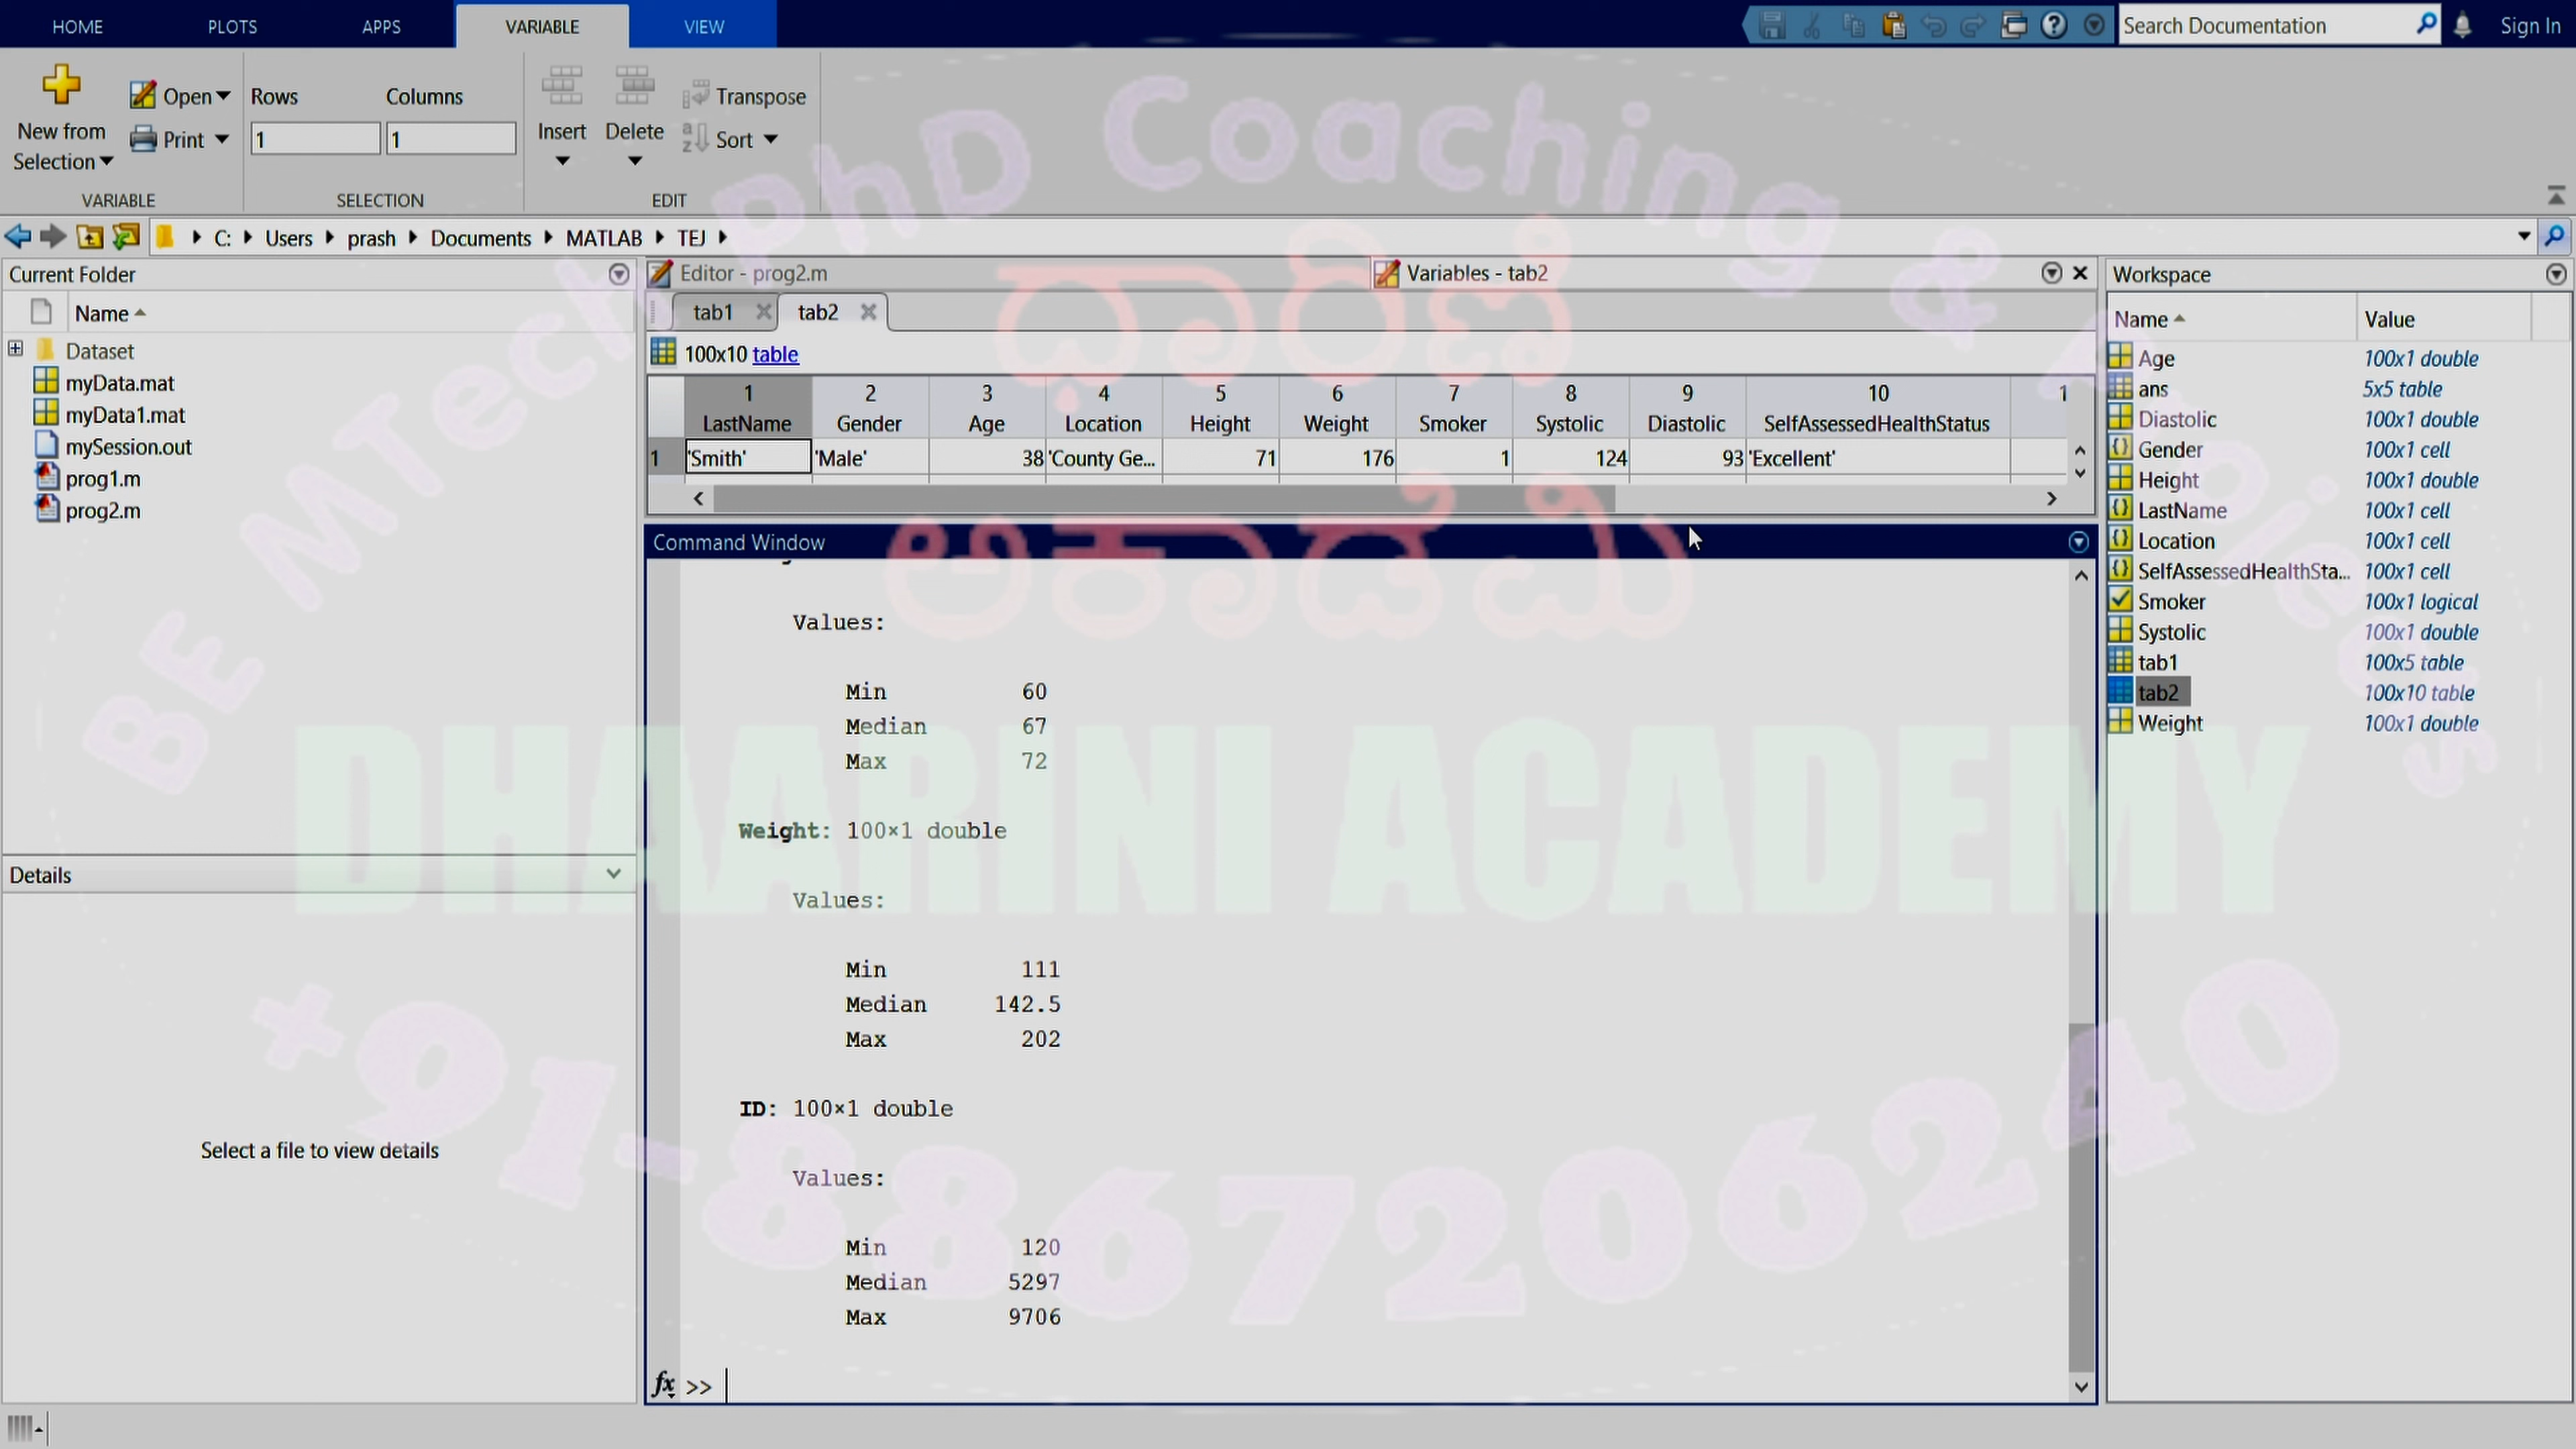 HOME PLOTS APPS VARIABLE VIEW Search Documentation Sign In
New from Selection Open Print Rows Columns Insert Delete Transpose Sort
1 1
VARIABLE SELECTION EDIT
C: Users prash Documents MATLAB TEJ
Current Folder
Name
Dataset
myData.mat
myData1.mat
mySession.out
prog1.m
prog2.m
Details
Select a file to view details
Editor - prog2.m Variables - tab2
tab1 tab2
100x10 table
1 2 3 4 5 6 7 8 9 10 1
LastName Gender Age Location Height Weight Smoker Systolic Diastolic SelfAssessedHealthStatus
1 'Smith' 'Male' 38 'County Ge... 71 176 1 124 93 'Excellent'
Command Window
Values:
Min 60
Median 67
Max 72
Weight: 100×1 double
Values:
Min 111
Median 142.5
Max 202
ID: 100×1 double
Values:
Min 120
Median 5297
Max 9706
fx >>
Workspace
Name Value
Age 100x1 double
ans 5x5 table
Diastolic 100x1 double
Gender 100x1 cell
Height 100x1 double
LastName 100x1 cell
Location 100x1 cell
SelfAssessedHealthSta... 100x1 cell
Smoker 100x1 logical
Systolic 100x1 double
tab1 100x5 table
tab2 100x10 table
Weight 100x1 double
BE MTech PhD Coaching &
ಧಾರಿಣಿ
ಅಕಾಡೆಮಿ
DHAARINI ACADEMY
+91-8867206240